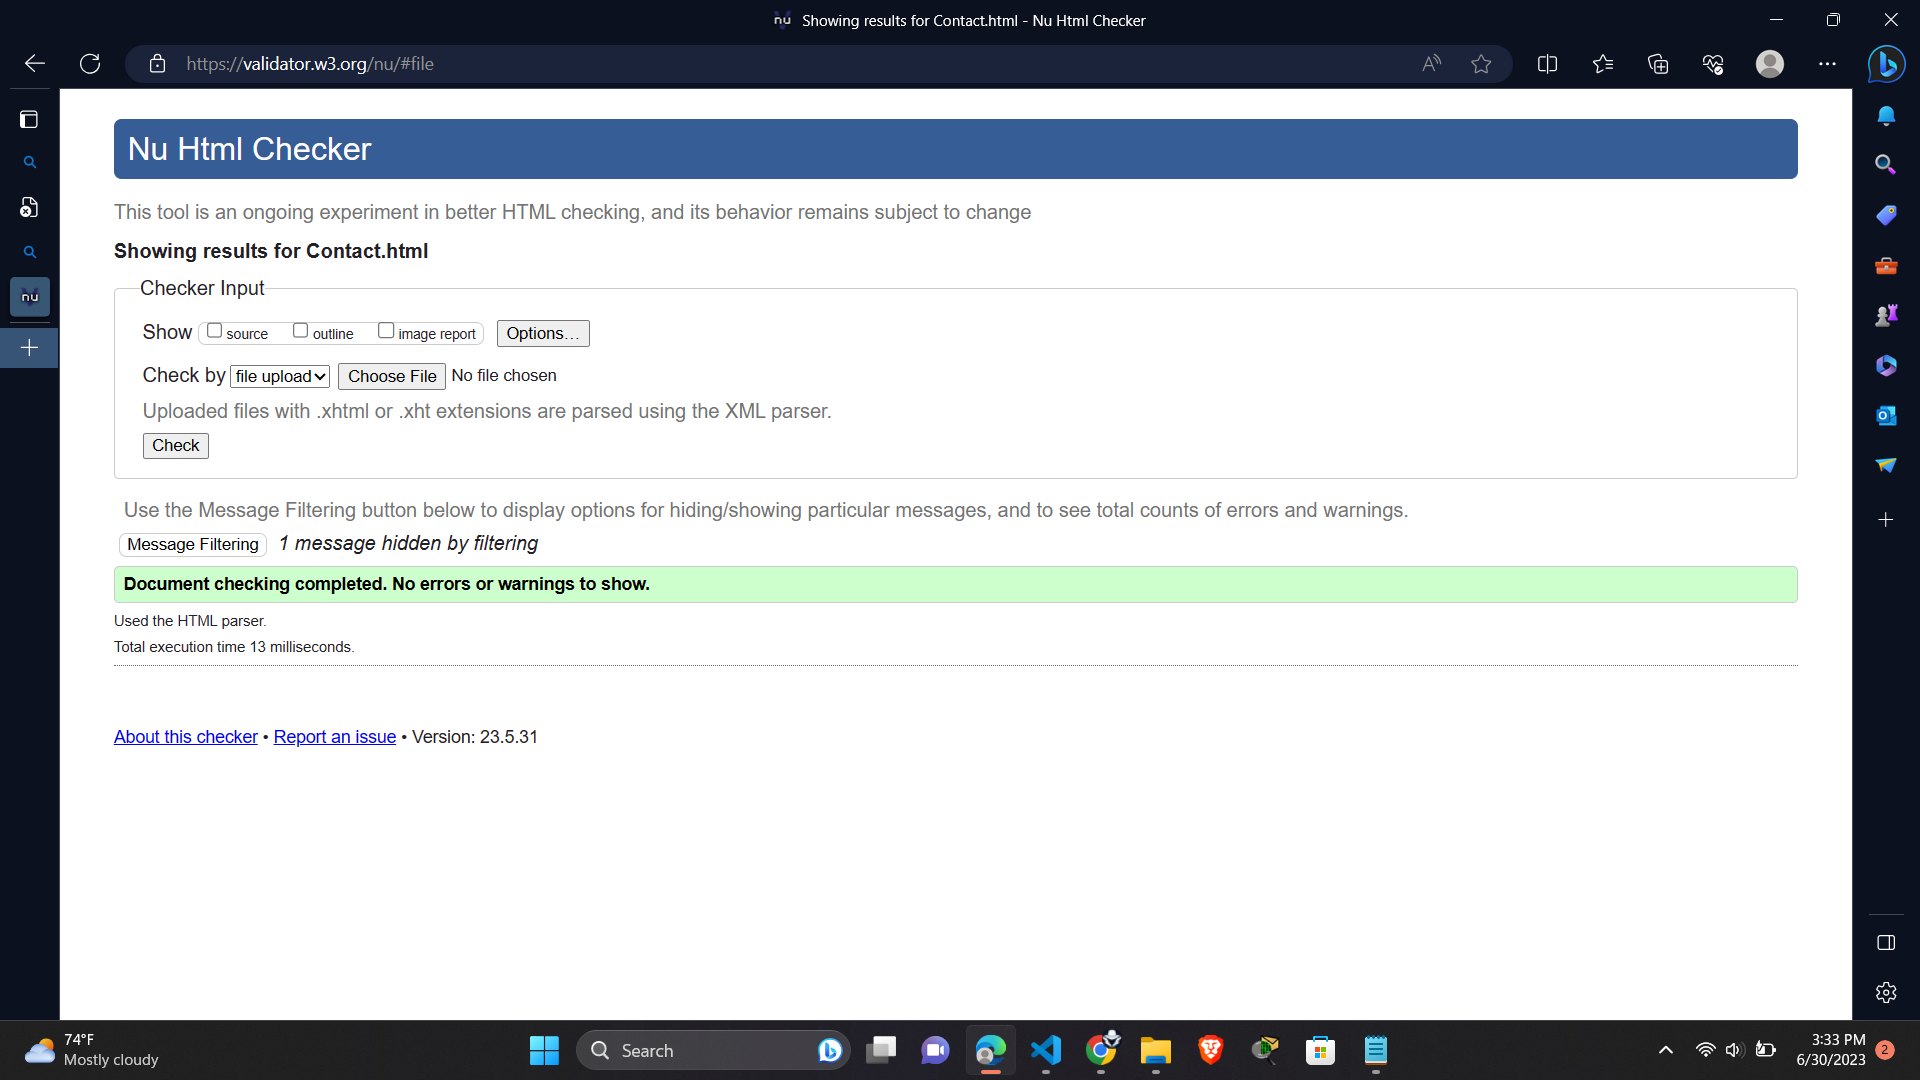 nu Showing results for Contact.html - Nu Html Checker
https://validator.w3.org/nu/#file
nu
Nu Html Checker
This tool is an ongoing experiment in better HTML checking, and its behavior remains subject to change
Showing results for Contact.html
Checker Input
Show source outline image report Options…
Check by file upload Choose File No file chosen
Uploaded files with .xhtml or .xht extensions are parsed using the XML parser.
Check
Use the Message Filtering button below to display options for hiding/showing particular messages, and to see total counts of errors and warnings.
Message Filtering 1 message hidden by filtering
Document checking completed. No errors or warnings to show.
Used the HTML parser.
Total execution time 13 milliseconds.
About this checker • Report an issue • Version: 23.5.31
74°F
Mostly cloudy
Search
3:33 PM
6/30/2023
2